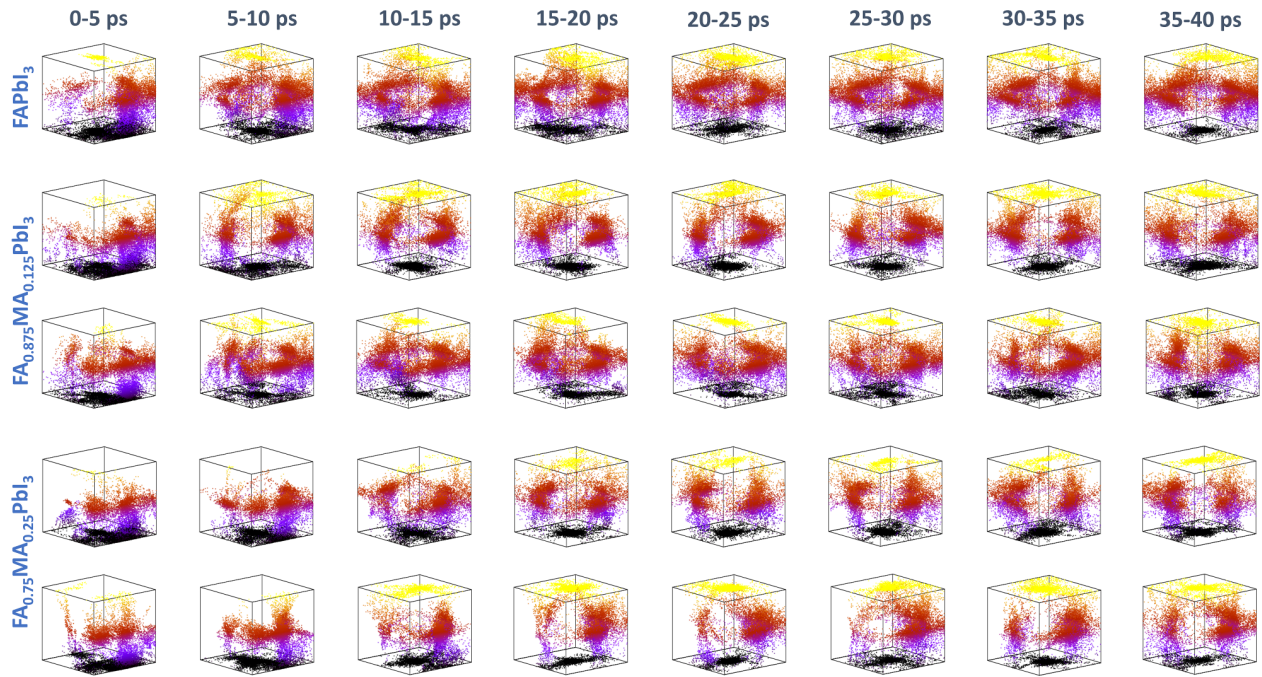 0-5 ps 5-10 ps 10-15 ps 15-20 ps 20-25 ps 25-30 ps 30-35 ps 35-40 ps
FAPbI₃
FA₀.₈₇₅MA₀.₁₂₅PbI₃
FA₀.₇₅MA₀.₂₅PbI₃